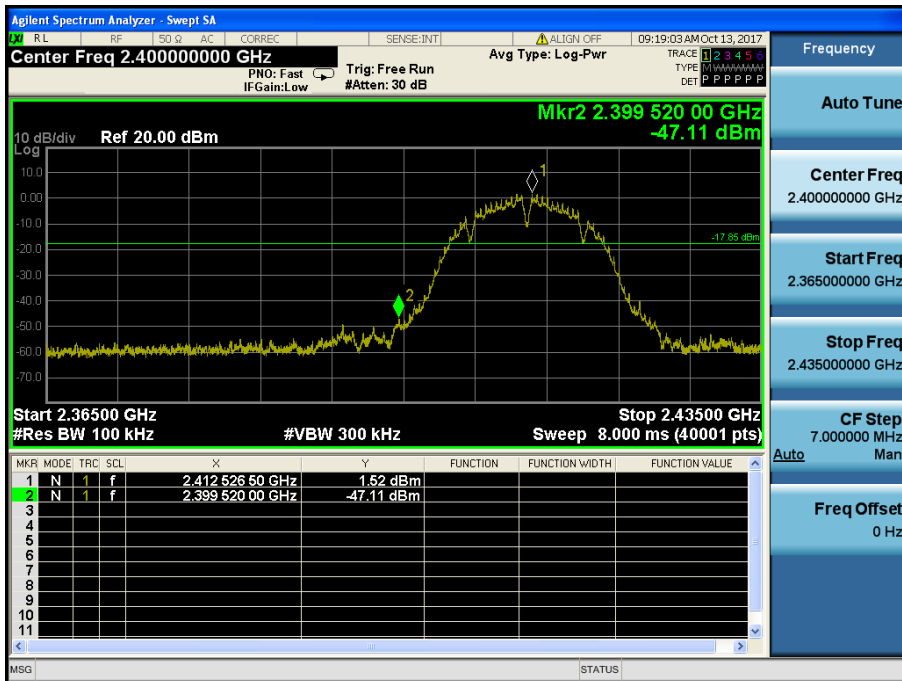 Agilent Spectrum Analyzer - Swept SA
LXI RL RF 50 Ω AC CORREC SENSE:INT ALIGN OFF 09:19:03 AM Oct 13, 2017
Center Freq 2.400000000 GHz
PNO: Fast
IFGain:Low
Trig: Free Run
#Atten: 30 dB
Avg Type: Log-Pwr
TRACE 1 2 3 4 5 6
TYPE MWWWWW
DET P P P P P P
Mkr2 2.399 520 00 GHz
-47.11 dBm
10 dB/div Ref 20.00 dBm
Log
10.0
0.00
-10.0
-20.0
-30.0
-40.0
-50.0
-60.0
-70.0
1
2
-17.85 dBm
Start 2.36500 GHz Stop 2.43500 GHz
#Res BW 100 kHz #VBW 300 kHz Sweep 8.000 ms (40001 pts)
MKR MODE TRC SCL X Y FUNCTION FUNCTION WIDTH FUNCTION VALUE
1 N 1 f 2.412 526 50 GHz 1.52 dBm
2 N 1 f 2.399 520 00 GHz -47.11 dBm
3
4
5
6
7
8
9
10
11
MSG STATUS
Frequency
Auto Tune
Center Freq
2.400000000 GHz
Start Freq
2.365000000 GHz
Stop Freq
2.435000000 GHz
CF Step
7.000000 MHz
Auto Man
Freq Offset
0 Hz